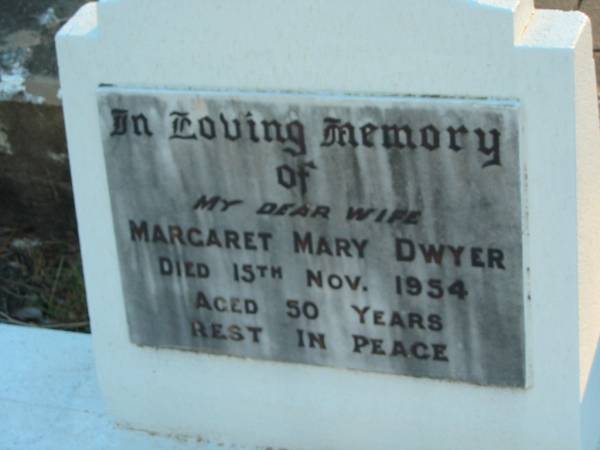 In Loving Memory
of
MY DEAR WIFE
MARGARET MARY DWYER
DIED 15TH NOV. 1954
AGED 50 YEARS
REST IN PEACE